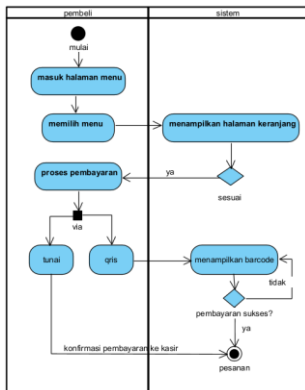 pembeli
sistem
mulai
masuk halaman menu
memilih menu
menampilkan halaman keranjang
proses pembayaran
ya
sesuai
via
tunai
qris
menampilkan barcode
tidak
pembayaran sukses?
ya
konfirmasi pembayaran ke kasir
pesanan